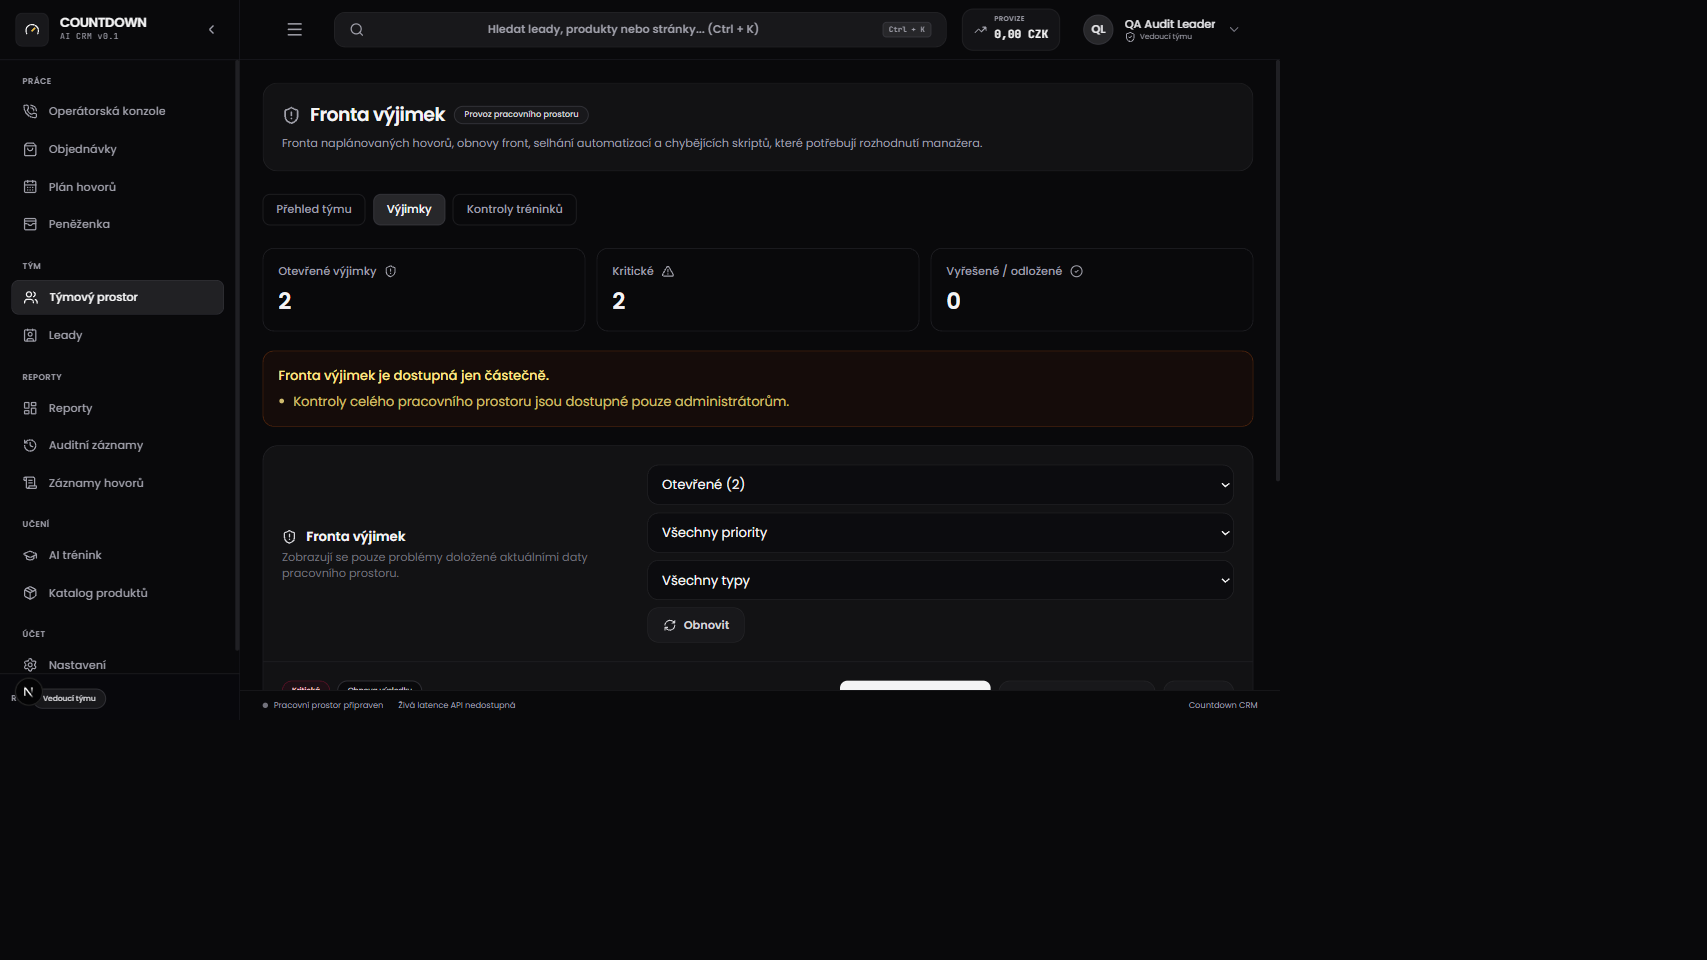 COUNTDOWN
AI CRM v0.1
Hledat leady, produkty nebo stránky... (Ctrl + K)
Ctrl + K
PROVIZE
0,00 CZK
QL
QA Audit Leader
Vedoucí týmu
PRÁCE
Operátorská konzole
Objednávky
Plán hovorů
Peněženka
TÝM
Týmový prostor
Leady
REPORTY
Reporty
Auditní záznamy
Záznamy hovorů
UČENÍ
AI trénink
Katalog produktů
ÚČET
Nastavení
N
Vedoucí týmu
Fronta výjimek
Provoz pracovního prostoru
Fronta naplánovaných hovorů, obnovy front, selhání automatizací a chybějících skriptů, které potřebují rozhodnutí manažera.
Přehled týmu
Výjimky
Kontroly tréninků
Otevřené výjimky
2
Kritické
2
Vyřešené / odložené
0
Fronta výjimek je dostupná jen částečně.
• Kontroly celého pracovního prostoru jsou dostupné pouze administrátorům.
Fronta výjimek
Zobrazují se pouze problémy doložené aktuálními daty
pracovního prostoru.
Otevřené (2)
Všechny priority
Všechny typy
Obnovit
Pracovní prostor připraven
Živá latence API nedostupná
Countdown CRM